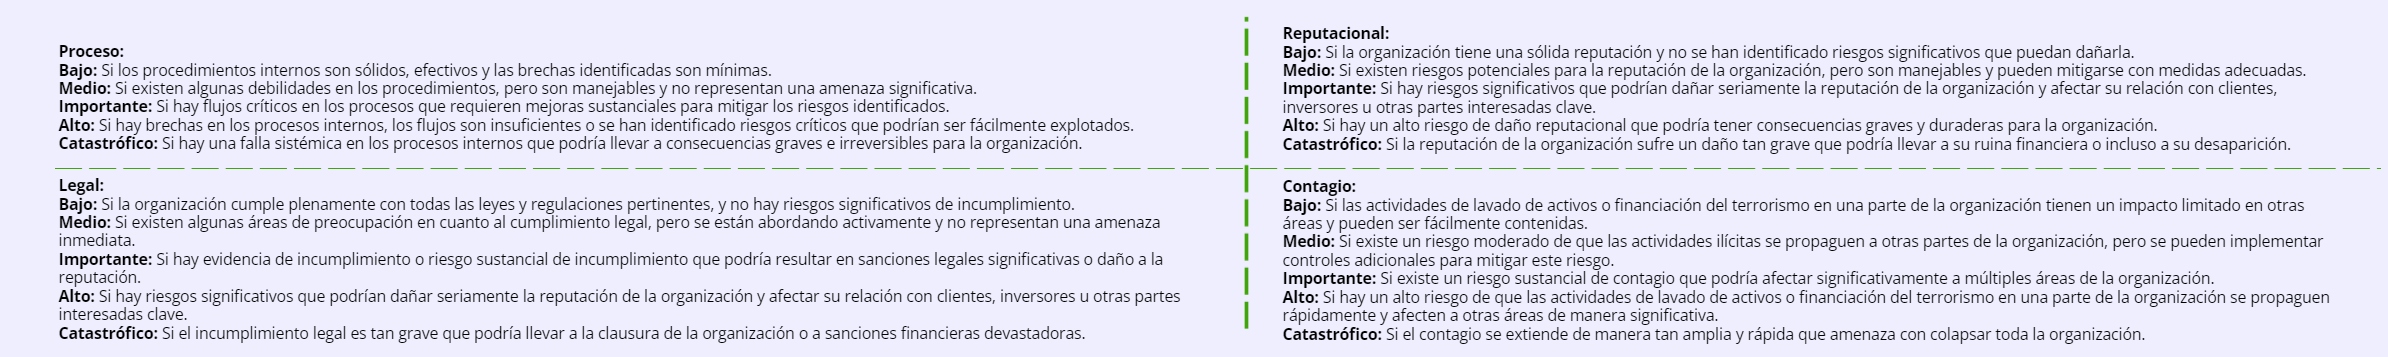 Proceso:
Bajo: Si los procedimientos internos son sólidos, efectivos y las brechas identificadas son mínimas.
Medio: Si existen algunas debilidades en los procedimientos, pero son manejables y no representan una amenaza significativa.
Importante: Si hay flujos críticos en los procesos que requieren mejoras sustanciales para mitigar los riesgos identificados.
Alto: Si hay brechas en los procesos internos, los flujos son insuficientes o se han identificado riesgos críticos que podrían ser fácilmente explotados.
Catastrófico: Si hay una falla sistémica en los procesos internos que podría llevar a consecuencias graves e irreversibles para la organización.
Reputacional:
Bajo: Si la organización tiene una sólida reputación y no se han identificado riesgos significativos que puedan dañarla.
Medio: Si existen riesgos potenciales para la reputación de la organización, pero son manejables y pueden mitigarse con medidas adecuadas.
Importante: Si hay riesgos significativos que podrían dañar seriamente la reputación de la organización y afectar su relación con clientes,
inversores u otras partes interesadas clave.
Alto: Si hay un alto riesgo de daño reputacional que podría tener consecuencias graves y duraderas para la organización.
Catastrófico: Si la reputación de la organización sufre un daño tan grave que podría llevar a su ruina financiera o incluso a su desaparición.
Legal:
Bajo: Si la organización cumple plenamente con todas las leyes y regulaciones pertinentes, y no hay riesgos significativos de incumplimiento.
Medio: Si existen algunas áreas de preocupación en cuanto al cumplimiento legal, pero se están abordando activamente y no representan una amenaza
inmediata.
Importante: Si hay evidencia de incumplimiento o riesgo sustancial de incumplimiento que podría resultar en sanciones legales significativas o daño a la
reputación.
Alto: Si hay riesgos significativos que podrían dañar seriamente la reputación de la organización y afectar su relación con clientes, inversores u otras partes
interesadas clave.
Catastrófico: Si el incumplimiento legal es tan grave que podría llevar a la clausura de la organización o a sanciones financieras devastadoras.
Contagio:
Bajo: Si las actividades de lavado de activos o financiación del terrorismo en una parte de la organización tienen un impacto limitado en otras
áreas y pueden ser fácilmente contenidas.
Medio: Si existe un riesgo moderado de que las actividades ilícitas se propaguen a otras partes de la organización, pero se pueden implementar
controles adicionales para mitigar este riesgo.
Importante: Si existe un riesgo sustancial de contagio que podría afectar significativamente a múltiples áreas de la organización.
Alto: Si hay un alto riesgo de que las actividades de lavado de activos o financiación del terrorismo en una parte de la organización se propaguen
rápidamente y afecten a otras áreas de manera significativa.
Catastrófico: Si el contagio se extiende de manera tan amplia y rápida que amenaza con colapsar toda la organización.